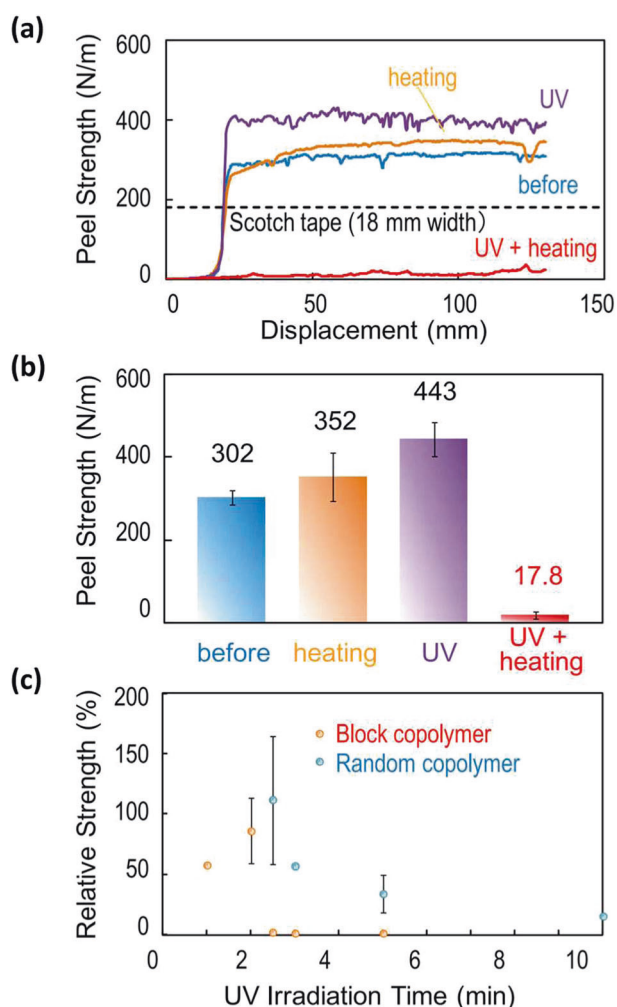 (a)
Peel Strength (N/m)
600
400
200
0
heating
UV
before
Scotch tape (18 mm width)
UV + heating
0
50
100
150
Displacement (mm)
(b)
Peel Strength (N/m)
600
400
200
0
302
352
443
17.8
before
heating
UV
UV +
heating
(c)
Relative Strength (%)
200
150
100
50
0
Block copolymer
Random copolymer
0
2
4
6
8
10
UV Irradiation Time (min)